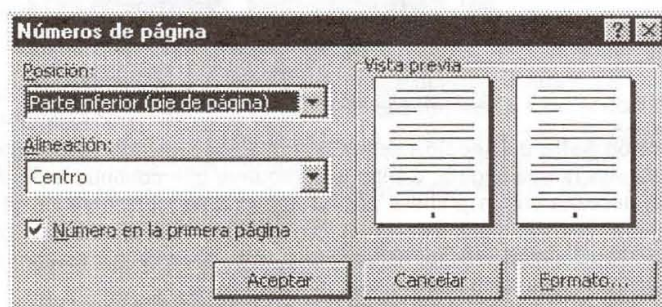 Números de página
Posición:
Parte inferior (pie de página)
Alineación:
Centro
Número en la primera página
Vista previa
Aceptar
Cancelar
Formato...